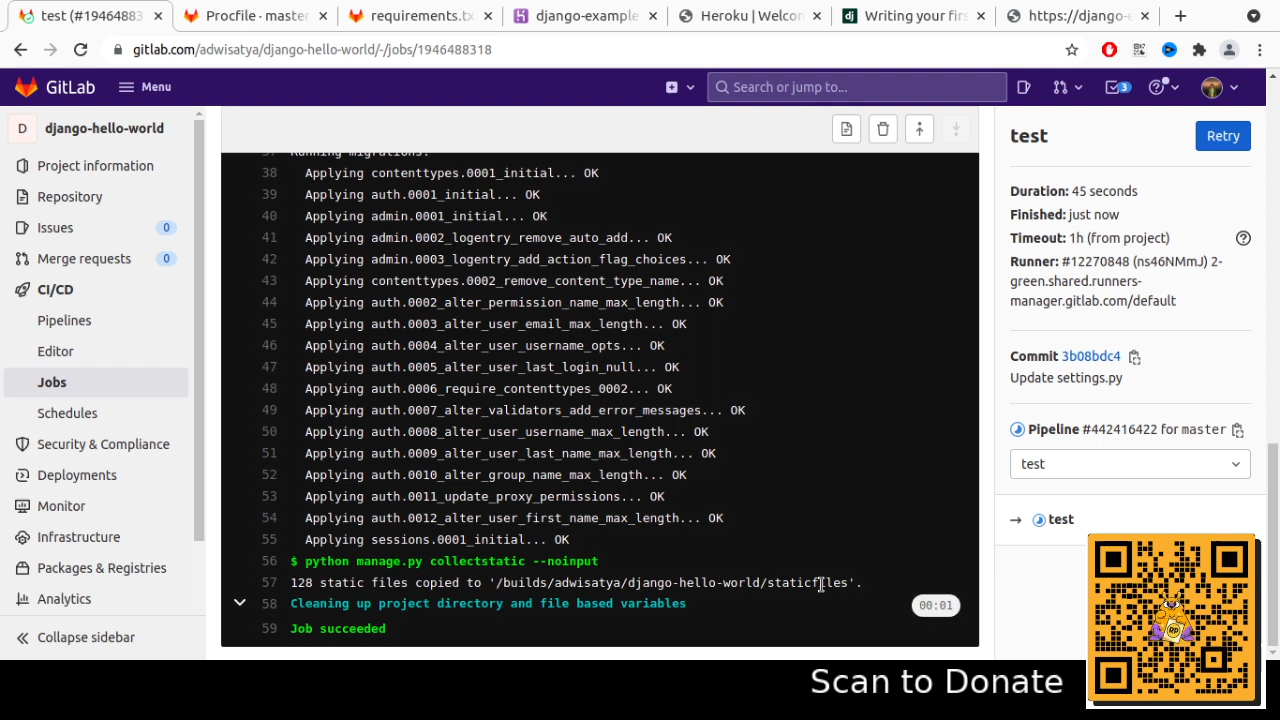 test (#19464883
Procfile · master
requirements.tx
django-example
Heroku | Welcom
Writing your firs
https://django-e
gitlab.com/adwisatya/django-hello-world/-/jobs/1946488318
GitLab
Menu
Search or jump to...
3
D
django-hello-world
Project information
Repository
Issues
0
Merge requests
0
CI/CD
Pipelines
Editor
Jobs
Schedules
Security & Compliance
Deployments
Monitor
Infrastructure
Packages & Registries
Analytics
Collapse sidebar
37 Running migrations:
38 Applying contenttypes.0001_initial... OK
39 Applying auth.0001_initial... OK
40 Applying admin.0001_initial... OK
41 Applying admin.0002_logentry_remove_auto_add... OK
42 Applying admin.0003_logentry_add_action_flag_choices... OK
43 Applying contenttypes.0002_remove_content_type_name... OK
44 Applying auth.0002_alter_permission_name_max_length... OK
45 Applying auth.0003_alter_user_email_max_length... OK
46 Applying auth.0004_alter_user_username_opts... OK
47 Applying auth.0005_alter_user_last_login_null... OK
48 Applying auth.0006_require_contenttypes_0002... OK
49 Applying auth.0007_alter_validators_add_error_messages... OK
50 Applying auth.0008_alter_user_username_max_length... OK
51 Applying auth.0009_alter_user_last_name_max_length... OK
52 Applying auth.0010_alter_group_name_max_length... OK
53 Applying auth.0011_update_proxy_permissions... OK
54 Applying auth.0012_alter_user_first_name_max_length... OK
55 Applying sessions.0001_initial... OK
56 $ python manage.py collectstatic --noinput
57 128 static files copied to '/builds/adwisatya/django-hello-world/staticfiles'.
58 Cleaning up project directory and file based variables
00:01
59 Job succeeded
test
Retry
Duration: 45 seconds
Finished: just now
Timeout: 1h (from project)
Runner: #12270848 (ns46NMmJ) 2-
green.shared.runners-
manager.gitlab.com/default
Commit 3b08bdc4
Update settings.py
Pipeline #442416422 for master
test
→ test
RP
Scan to Donate